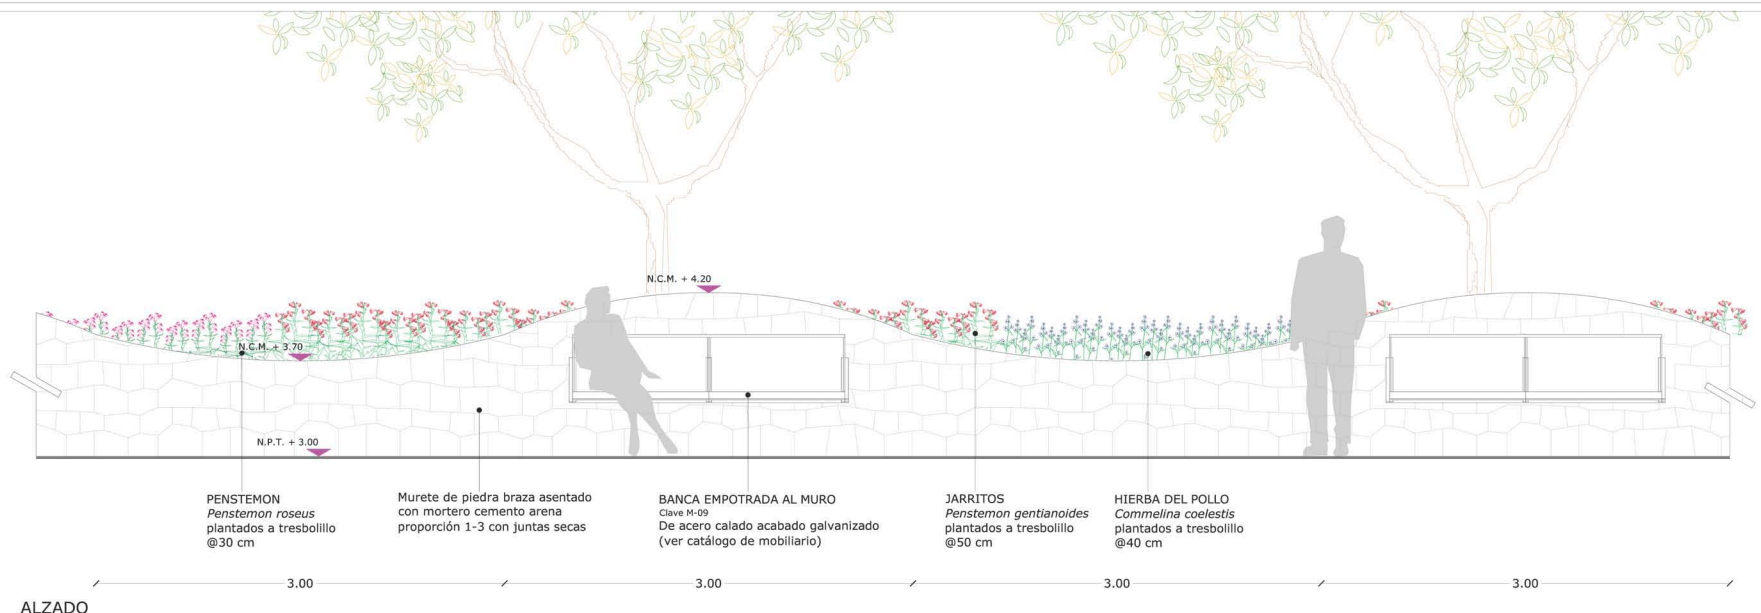 N.C.M. + 4.20
N.C.M. + 3.70
N.P.T. + 3.00
PENSTEMON
Penstemon roseus
plantados a tresbolillo
@30 cm
Murete de piedra braza asentado
con mortero cemento arena
proporción 1-3 con juntas secas
BANCA EMPOTRADA AL MURO
Clave M-09
De acero calado acabado galvanizado
(ver catálogo de mobiliario)
JARRITOS
Penstemon gentianoides
plantados a tresbolillo
@50 cm
HIERBA DEL POLLO
Commelina coelestis
plantados a tresbolillo
@40 cm
3.00
3.00
3.00
3.00
ALZADO